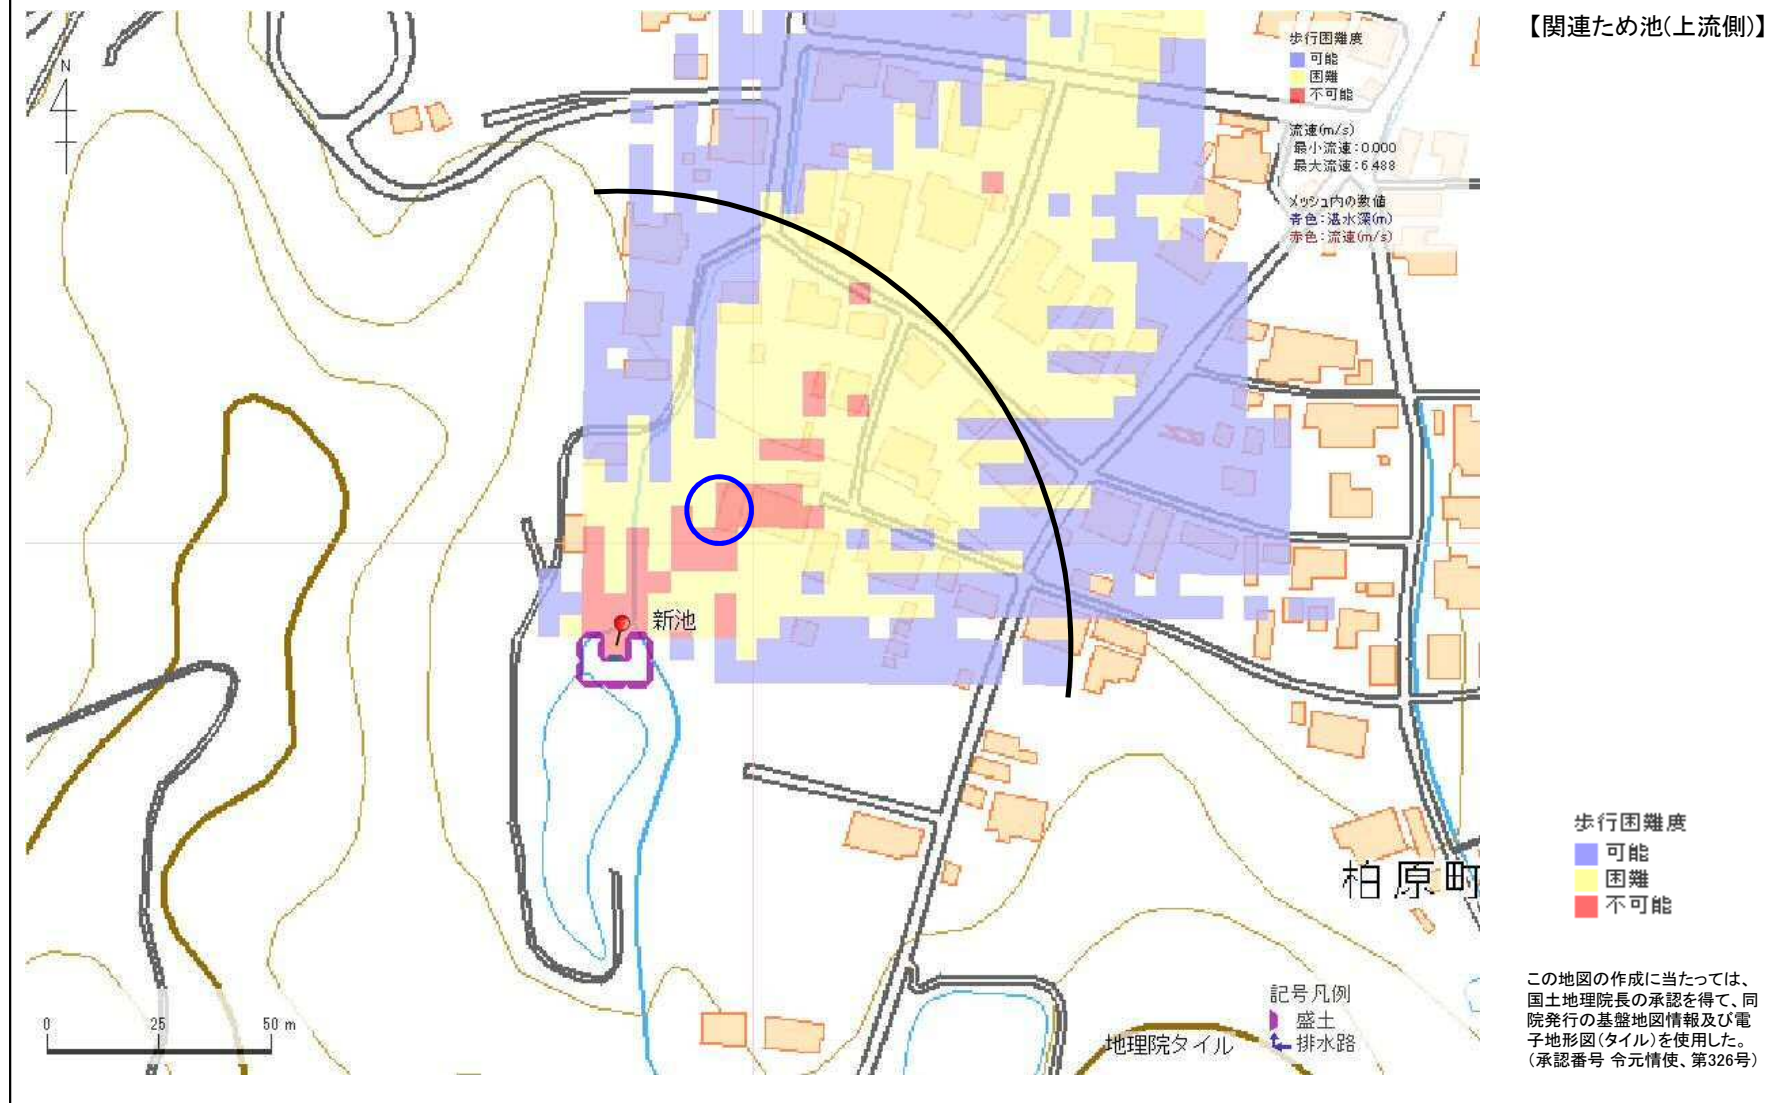 【関連ため池(上流側)】
歩行困難度
可能
困難
不可能
流速(m/s)
最小流速:0.000
最大流速:6.488
メッシュ内の数値
青色:湛水深(m)
赤色:流速(m/s)
N
新池
柏原町
歩行困難度
可能
困難
不可能
0 25 50 m
記号凡例
盛土
排水路
地理院タイル
この地図の作成に当たっては、
国土地理院長の承認を得て、同
院発行の基盤地図情報及び電
子地形図(タイル)を使用した。
(承認番号 令元情使、第326号)